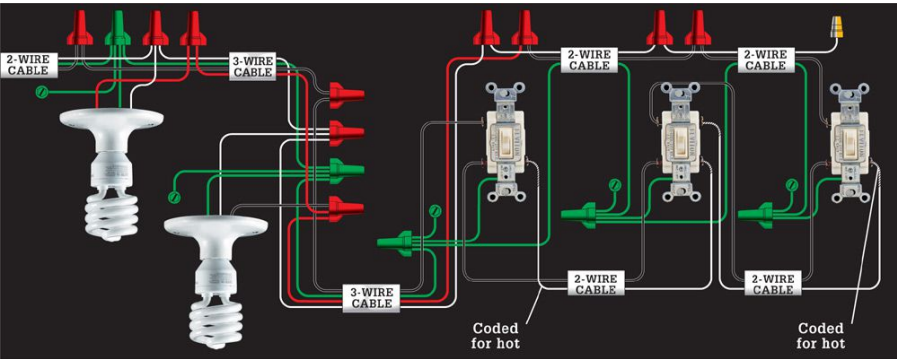 2-WIRE
CABLE
3-WIRE
CABLE
2-WIRE
CABLE
2-WIRE
CABLE
3-WIRE
CABLE
2-WIRE
CABLE
2-WIRE
CABLE
Coded
for hot
Coded
for hot